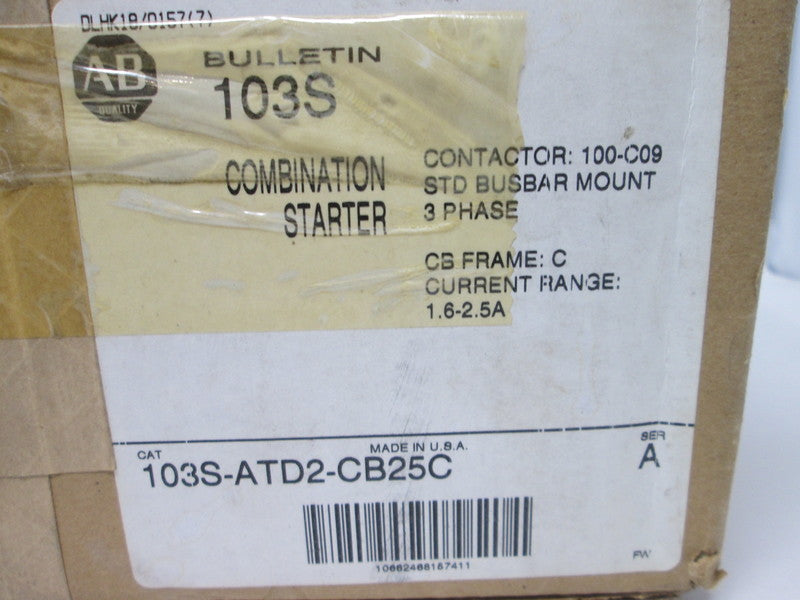 DLHK18/0157(7)
AB
QUALITY
BULLETIN
103S
COMBINATION
STARTER
CONTACTOR: 100-C09
STD BUSBAR MOUNT
3 PHASE
CB FRAME: C
CURRENT RANGE:
1.6-2.5A
CAT
MADE IN U.S.A.
SER
103S-ATD2-CB25C
A
10662468157411
FW